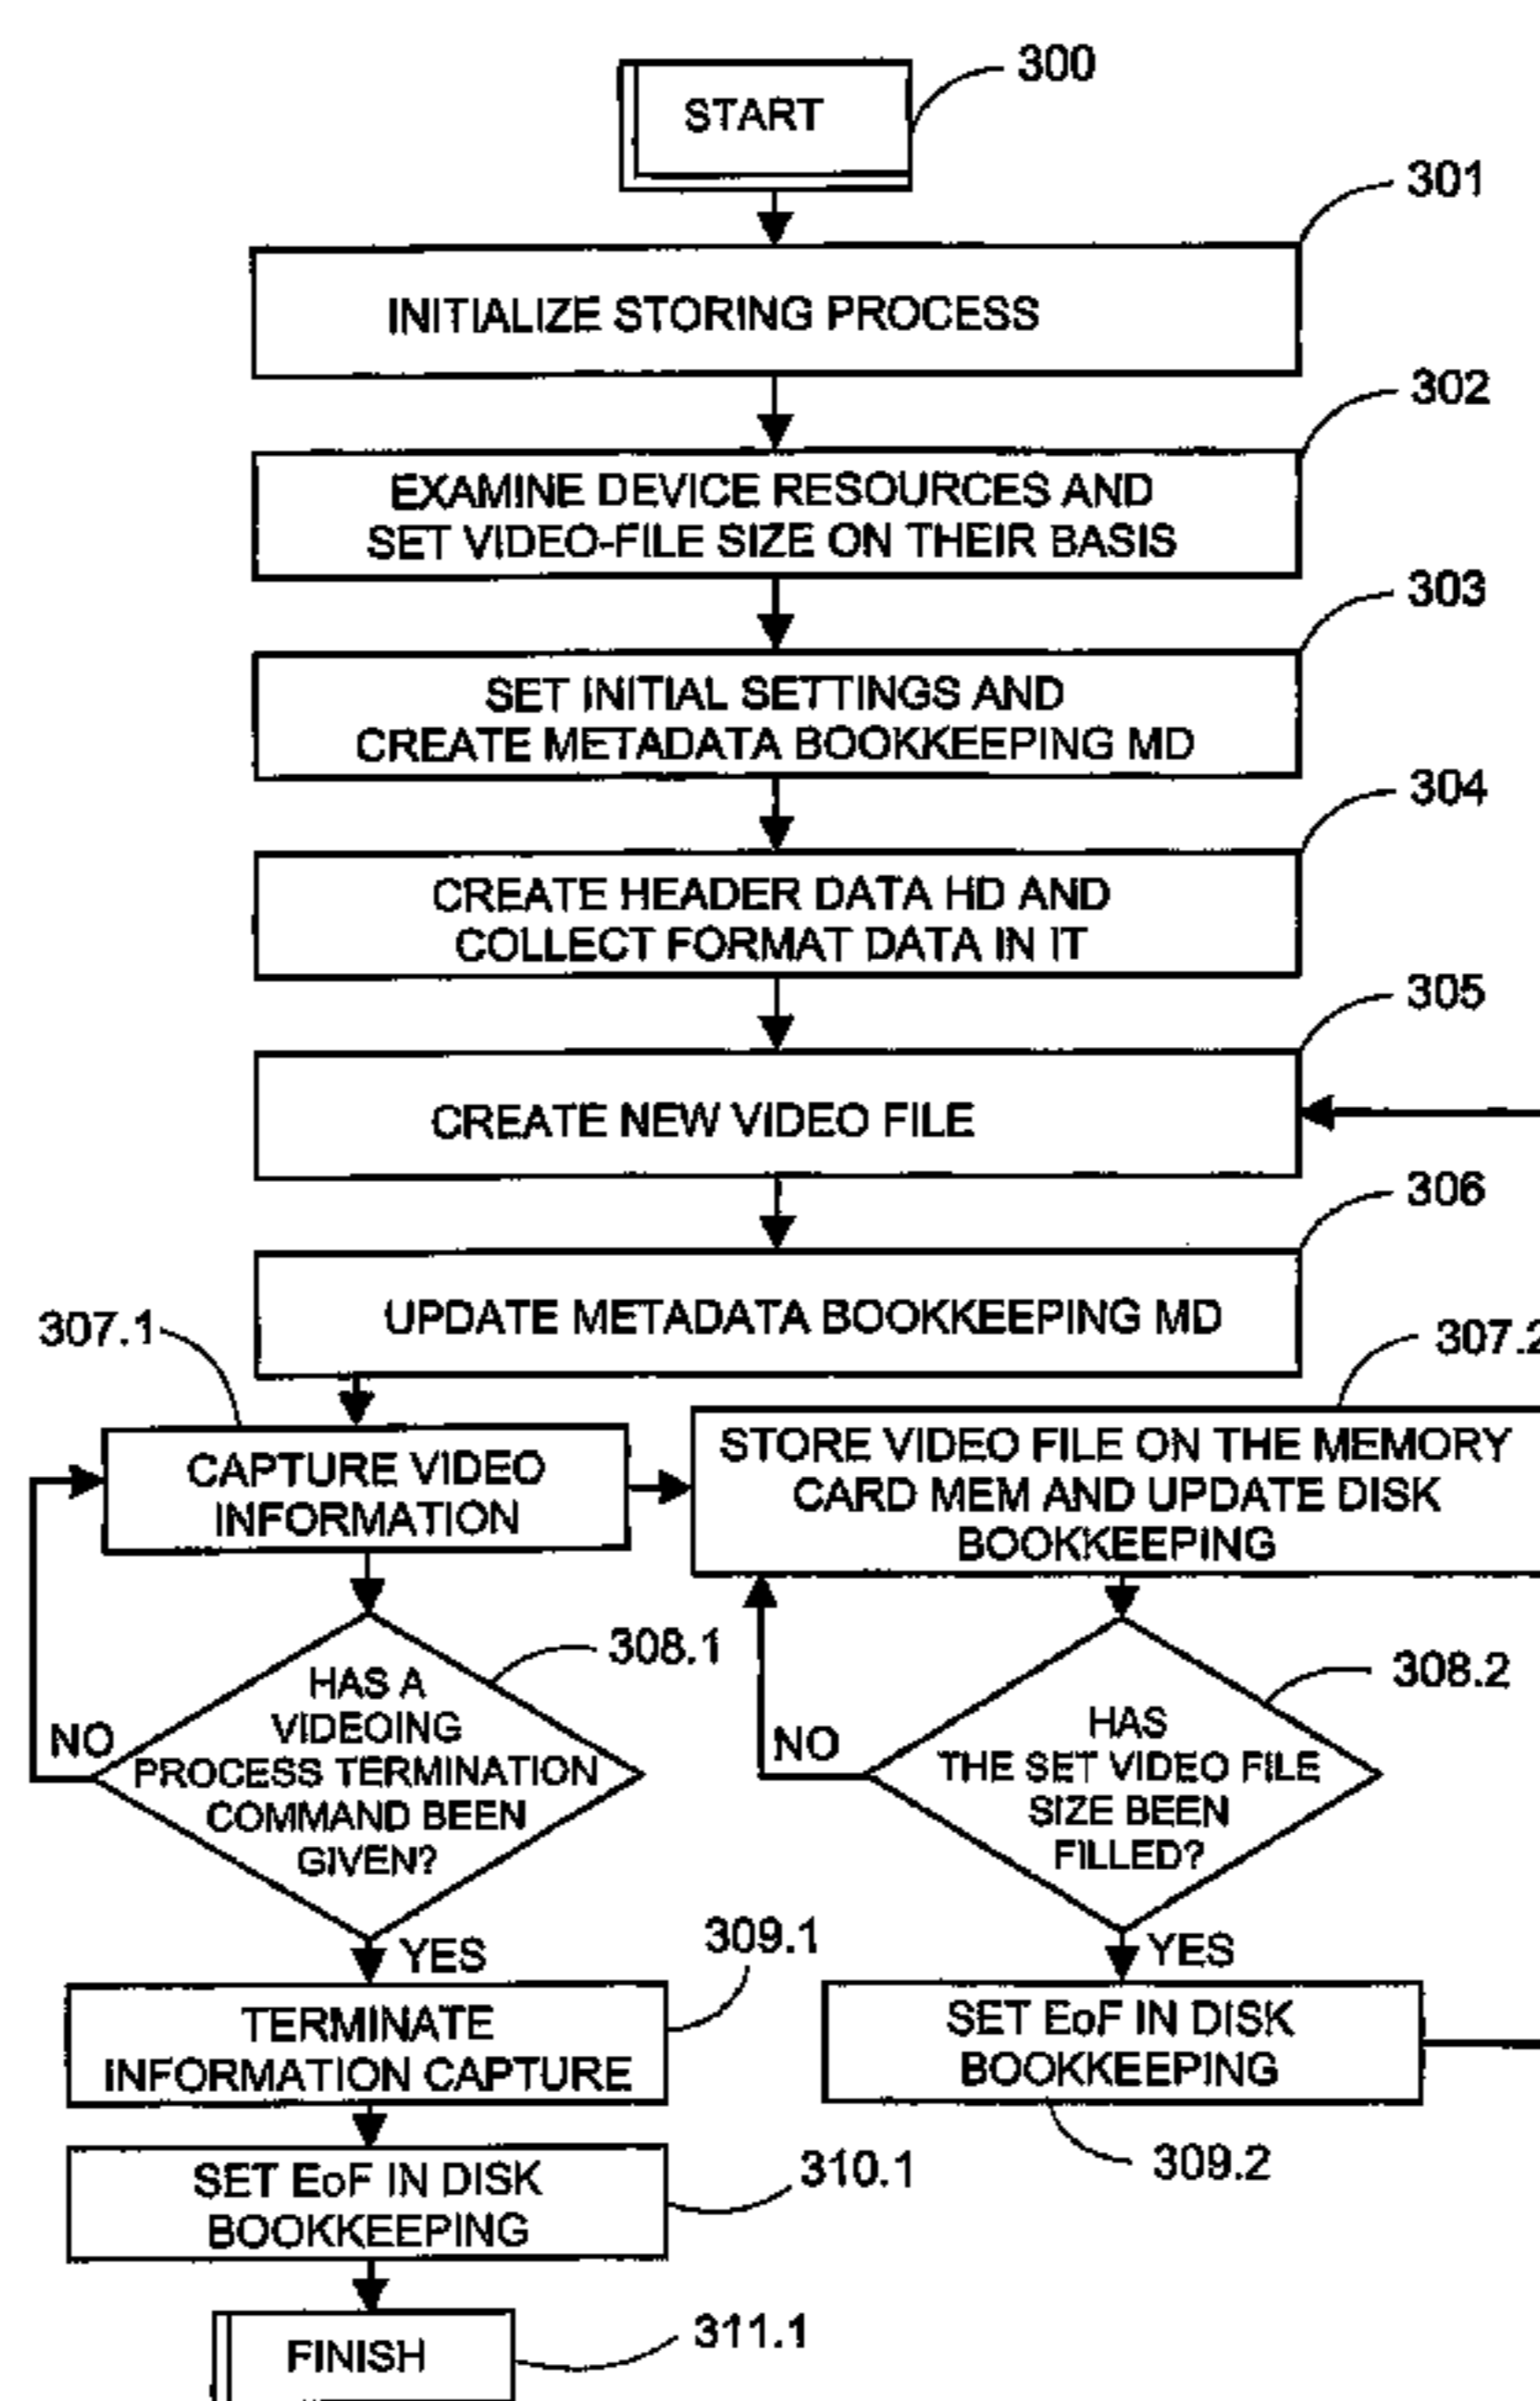 300
START
301
INITIALIZE STORING PROCESS
302
EXAMINE DEVICE RESOURCES AND
SET VIDEO-FILE SIZE ON THEIR BASIS
303
SET INITIAL SETTINGS AND
CREATE METADATA BOOKKEEPING MD
304
CREATE HEADER DATA HD AND
COLLECT FORMAT DATA IN IT
305
CREATE NEW VIDEO FILE
306
UPDATE METADATA BOOKKEEPING MD
307.1
CAPTURE VIDEO
INFORMATION
307.2
STORE VIDEO FILE ON THE MEMORY
CARD MEM AND UPDATE DISK
BOOKKEEPING
308.1
HAS A
VIDEOING
PROCESS TERMINATION
COMMAND BEEN
GIVEN?
NO
YES
308.2
HAS
THE SET VIDEO FILE
SIZE BEEN
FILLED?
NO
YES
309.1
TERMINATE
INFORMATION CAPTURE
SET EoF IN DISK
BOOKKEEPING
309.2
310.1
SET EoF IN DISK
BOOKKEEPING
311.1
FINISH